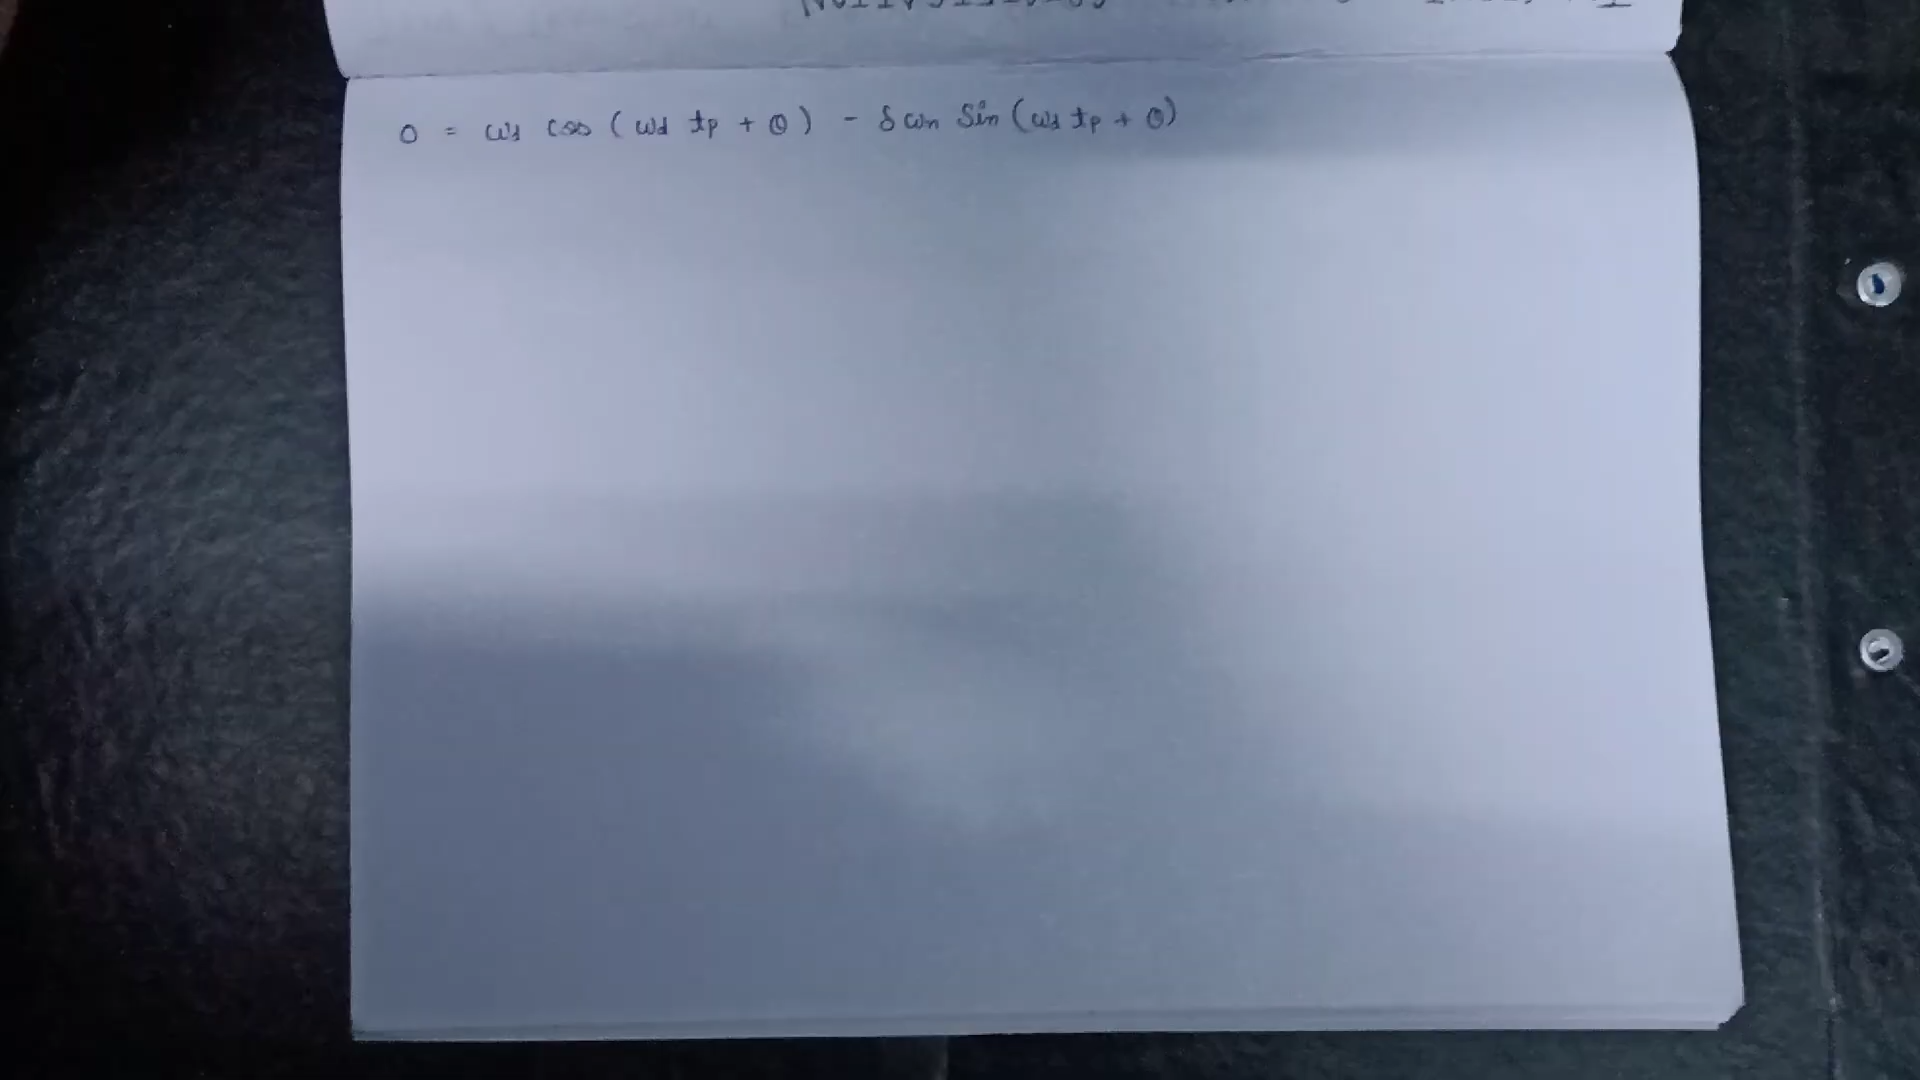 0 = ωd cos ( ωd tp + θ ) - δ ωn Sin ( ωd tp + θ )